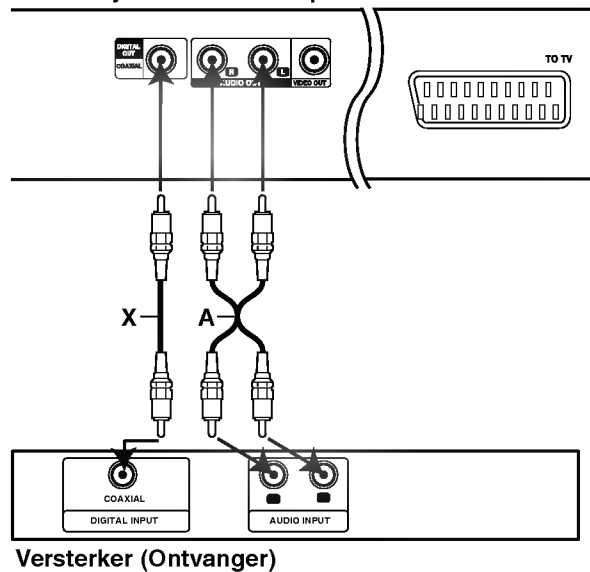 DIGITAL
OUT
COAXIAL
R
L
AUDIO OUT
VIDEO OUT
TO TV
X
A
COAXIAL
DIGITAL INPUT
AUDIO INPUT
Versterker (Ontvanger)